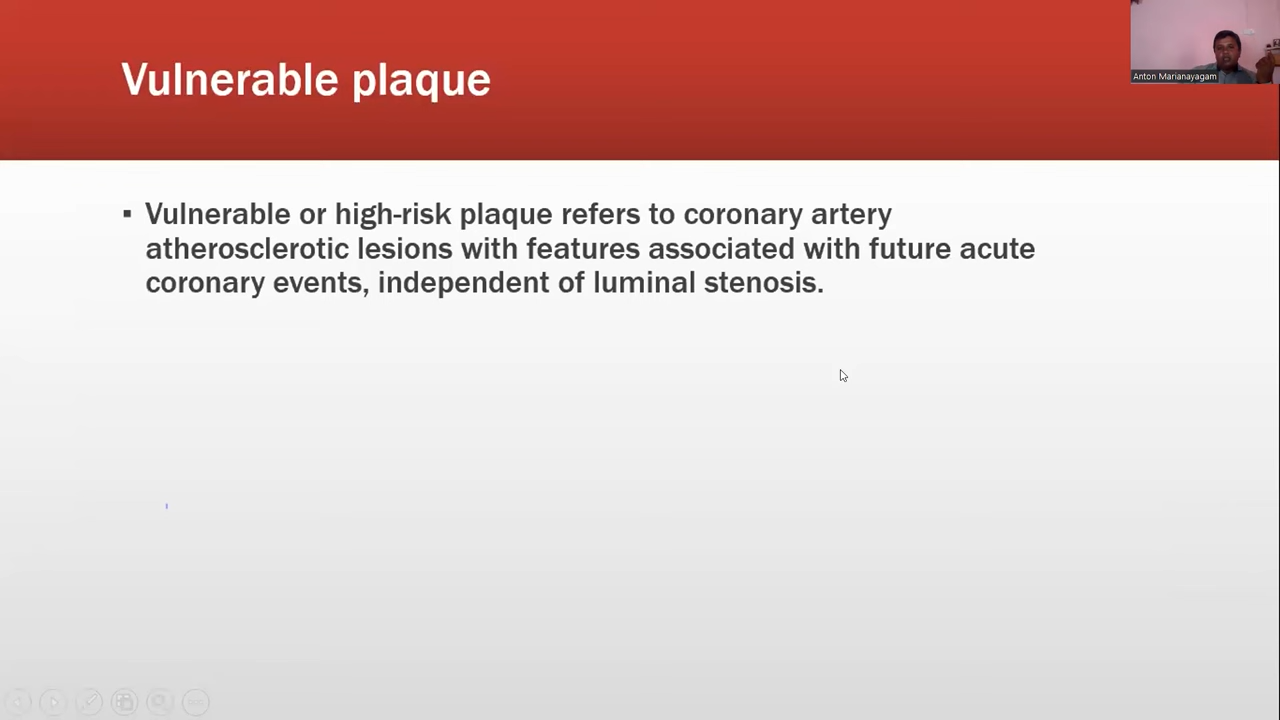 Vulnerable plaque
Anton Marianayagam
▪ Vulnerable or high-risk plaque refers to coronary artery
atherosclerotic lesions with features associated with future acute
coronary events, independent of luminal stenosis.